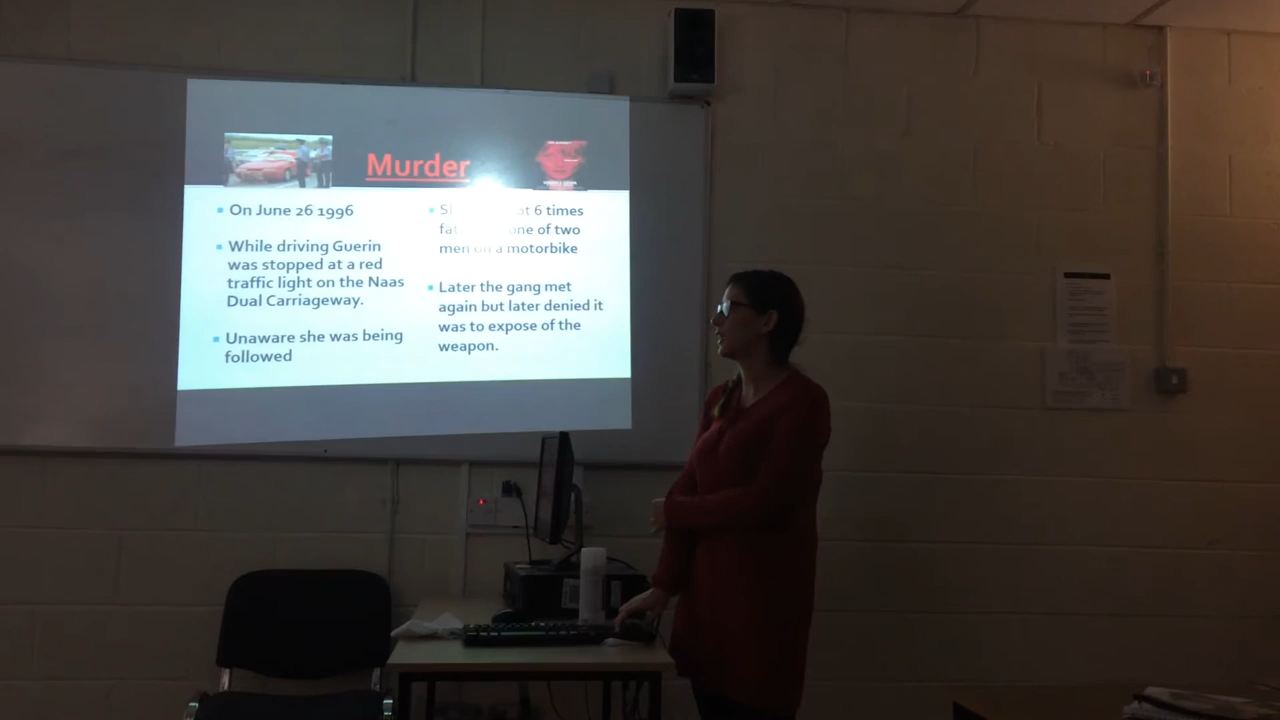 Murder
On June 26 1996
While driving Guerin
was stopped at a red
traffic light on the Naas
Dual Carriageway.
Unaware she was being
followed
6 times
one of two
men on a motorbike
Later the gang met
again but later denied it
was to expose of the
weapon.